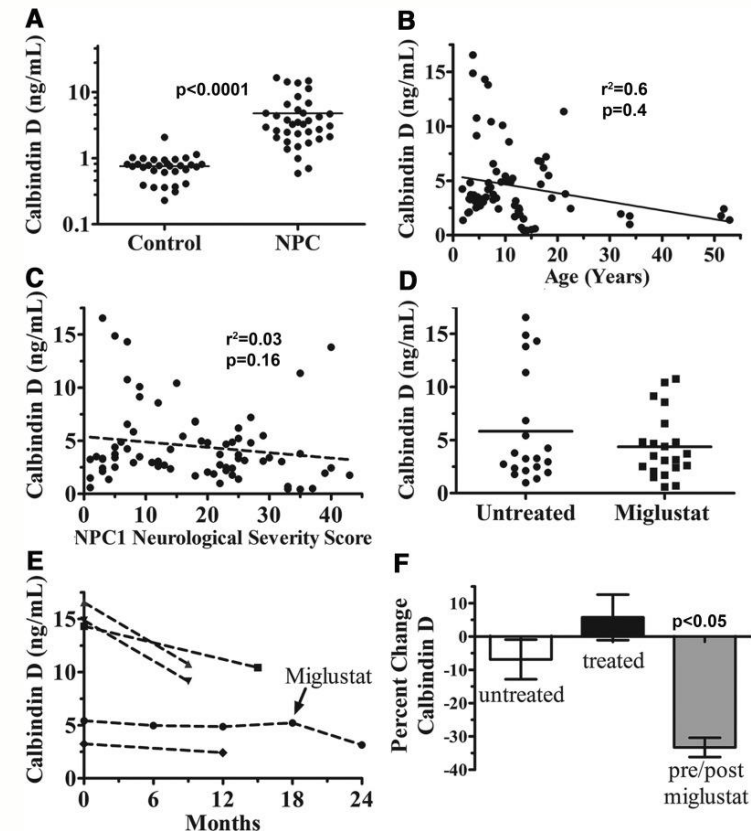 A
Calbindin D (ng/mL)
10
1
0.1
p<0.0001
Control
NPC
B
Calbindin D (ng/mL)
15
10
5
0
r²=0.6
p=0.4
0
10
20
30
40
50
Age (Years)
C
Calbindin D (ng/mL)
15
10
5
0
r²=0.03
p=0.16
0
10
20
30
40
NPC1 Neurological Severity Score
D
Calbindin D (ng/mL)
15
10
5
0
Untreated
Miglustat
E
Calbindin D (ng/mL)
15
10
5
0
Miglustat
0
6
12
18
24
Months
F
Percent Change
Calbindin D
10
0
-10
-20
-30
-40
untreated
treated
p<0.05
pre/post
miglustat